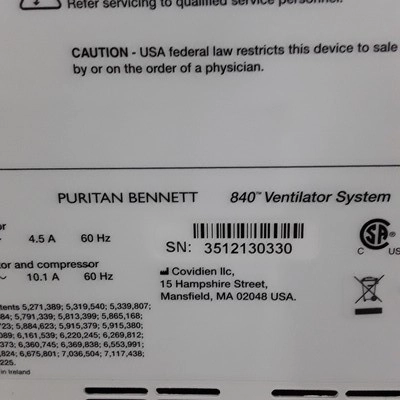 Refer servicing to qualified service personnel.
CAUTION - USA federal law restricts this device to sale
by or on the order of a physician.
PURITAN BENNETT 840™ Ventilator System
4.5 A 60 Hz
SN: 3512130330
or and compressor
10.1 A 60 Hz
Covidien llc,
15 Hampshire Street,
Mansfield, MA 02048 USA.
C US
tents 5,271,389; 5,319,540; 5,339,807;
84; 5,791,339; 5,813,399; 5,865,168;
723; 5,884,623; 5,915,379; 5,915,380;
089; 6,161,539; 6,220,245; 6,269,812;
373; 6,360,745; 6,369,838; 6,553,991;
,824; 6,675,801; 7,036,504; 7,117,438;
225.
in Ireland